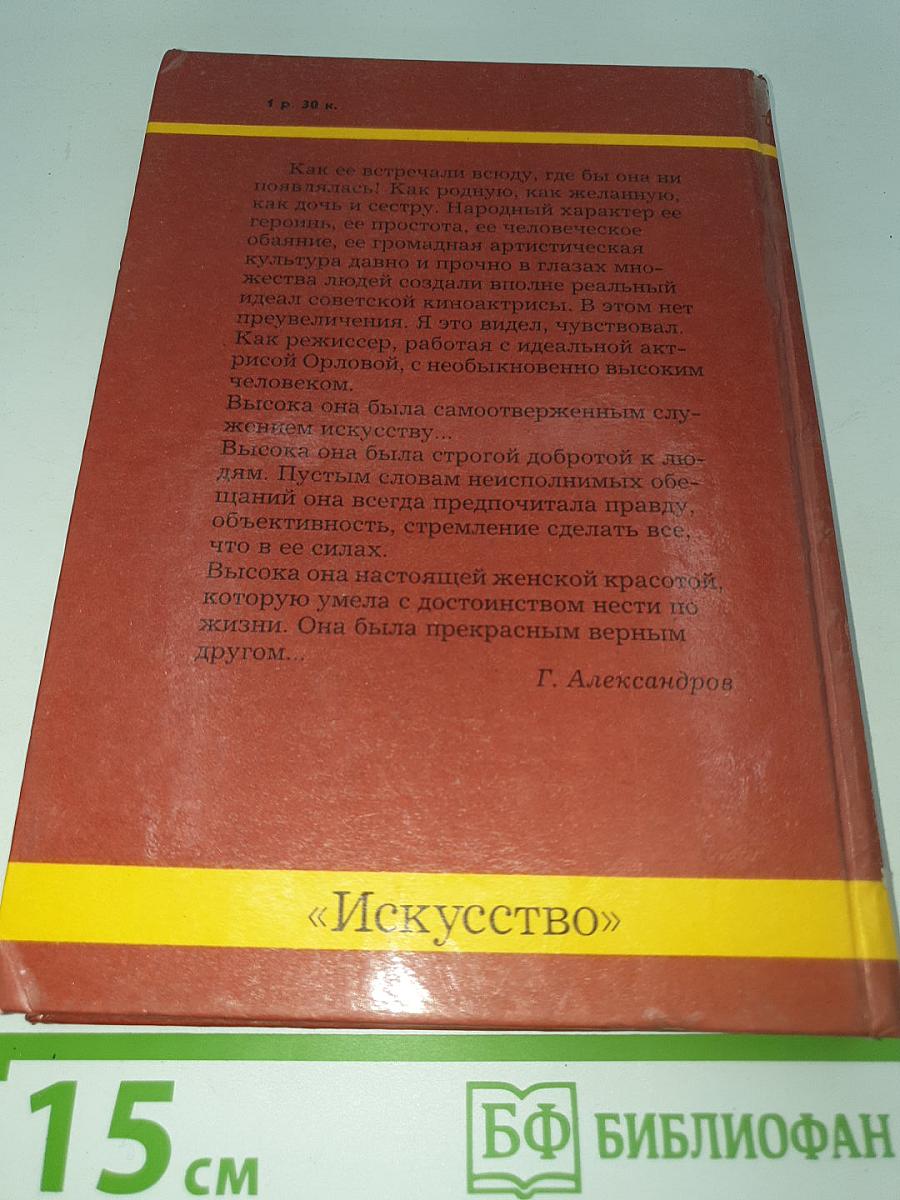 1 р. 30 к.
Как ее встречали всюду, где бы она ни
появлялась! Как родную, как желанную,
как дочь и сестру. Народный характер ее
героинь, ее простота, ее человеческое
обаяние, ее громадная артистическая
культура давно и прочно в глазах мно-
жества людей создали вполне реальный
идеал советской киноактрисы. В этом нет
преувеличения. Я это видел, чувствовал.
Как режиссер, работая с идеальной акт-
рисой Орловой, с необыкновенно высоким
человеком.
Высока она была самоотверженным слу-
жением искусству...
Высока она была строгой добротой к лю-
дям. Пустым словам неисполнимых обе-
щаний она всегда предпочитала правду,
объективность, стремление сделать все,
что в ее силах.
Высока она настоящей женской красотой,
которую умела с достоинством нести по
жизни. Она была прекрасным верным
другом...
Г. Александров
«Искусство»
15 см
БФ БИБЛИОФАН